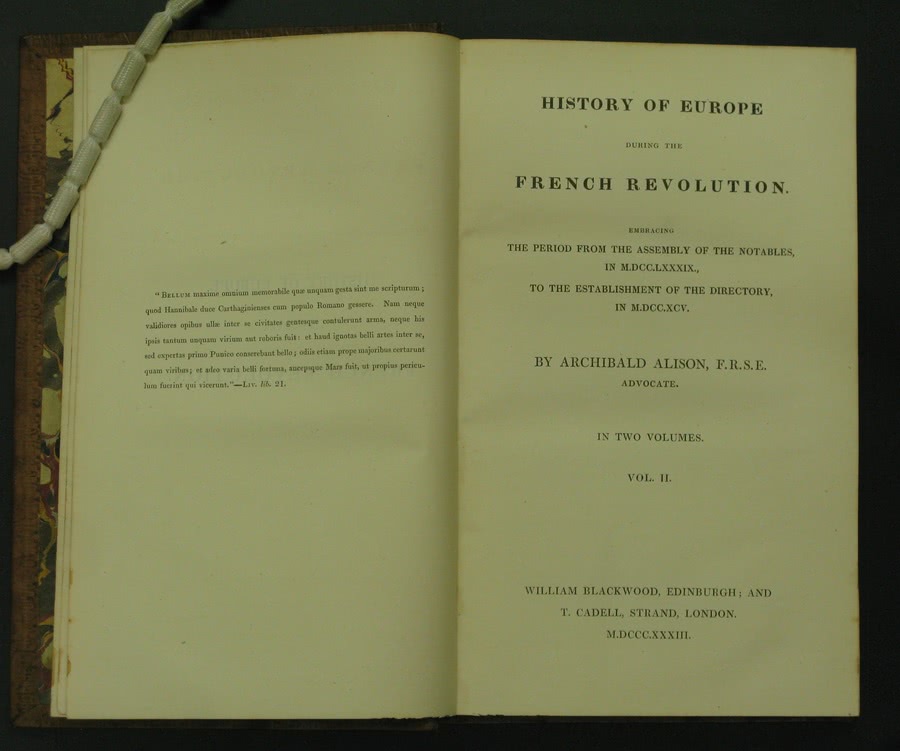 “ BELLUM maxime omnium memorabile quæ unquam gesta sint me scripturum ;
quod Hannibale duce Carthaginienses cum populo Romano gessere. Nam neque
validiores opibus ullæ inter se civitates gentesque contulerunt arma, neque his
ipsis tantum unquam virium aut roboris fuit : et haud ignotas belli artes inter se,
sed expertas primo Punico conserebant bello ; odiis etiam prope majoribus certarunt
quam viribus ; et adeo varia belli fortuna, ancepsque Mars fuit, ut propius pericu-
lum fuerint qui vicerunt.”—LIV. lib. 21.
HISTORY OF EUROPE
DURING THE
FRENCH REVOLUTION.
EMBRACING
THE PERIOD FROM THE ASSEMBLY OF THE NOTABLES,
IN M.DCC.LXXXIX.,
TO THE ESTABLISHMENT OF THE DIRECTORY,
IN M.DCC.XCV.
BY ARCHIBALD ALISON, F.R.S.E.
ADVOCATE.
IN TWO VOLUMES.
VOL. II.
WILLIAM BLACKWOOD, EDINBURGH ; AND
T. CADELL, STRAND, LONDON.
M.DCCC.XXXIII.